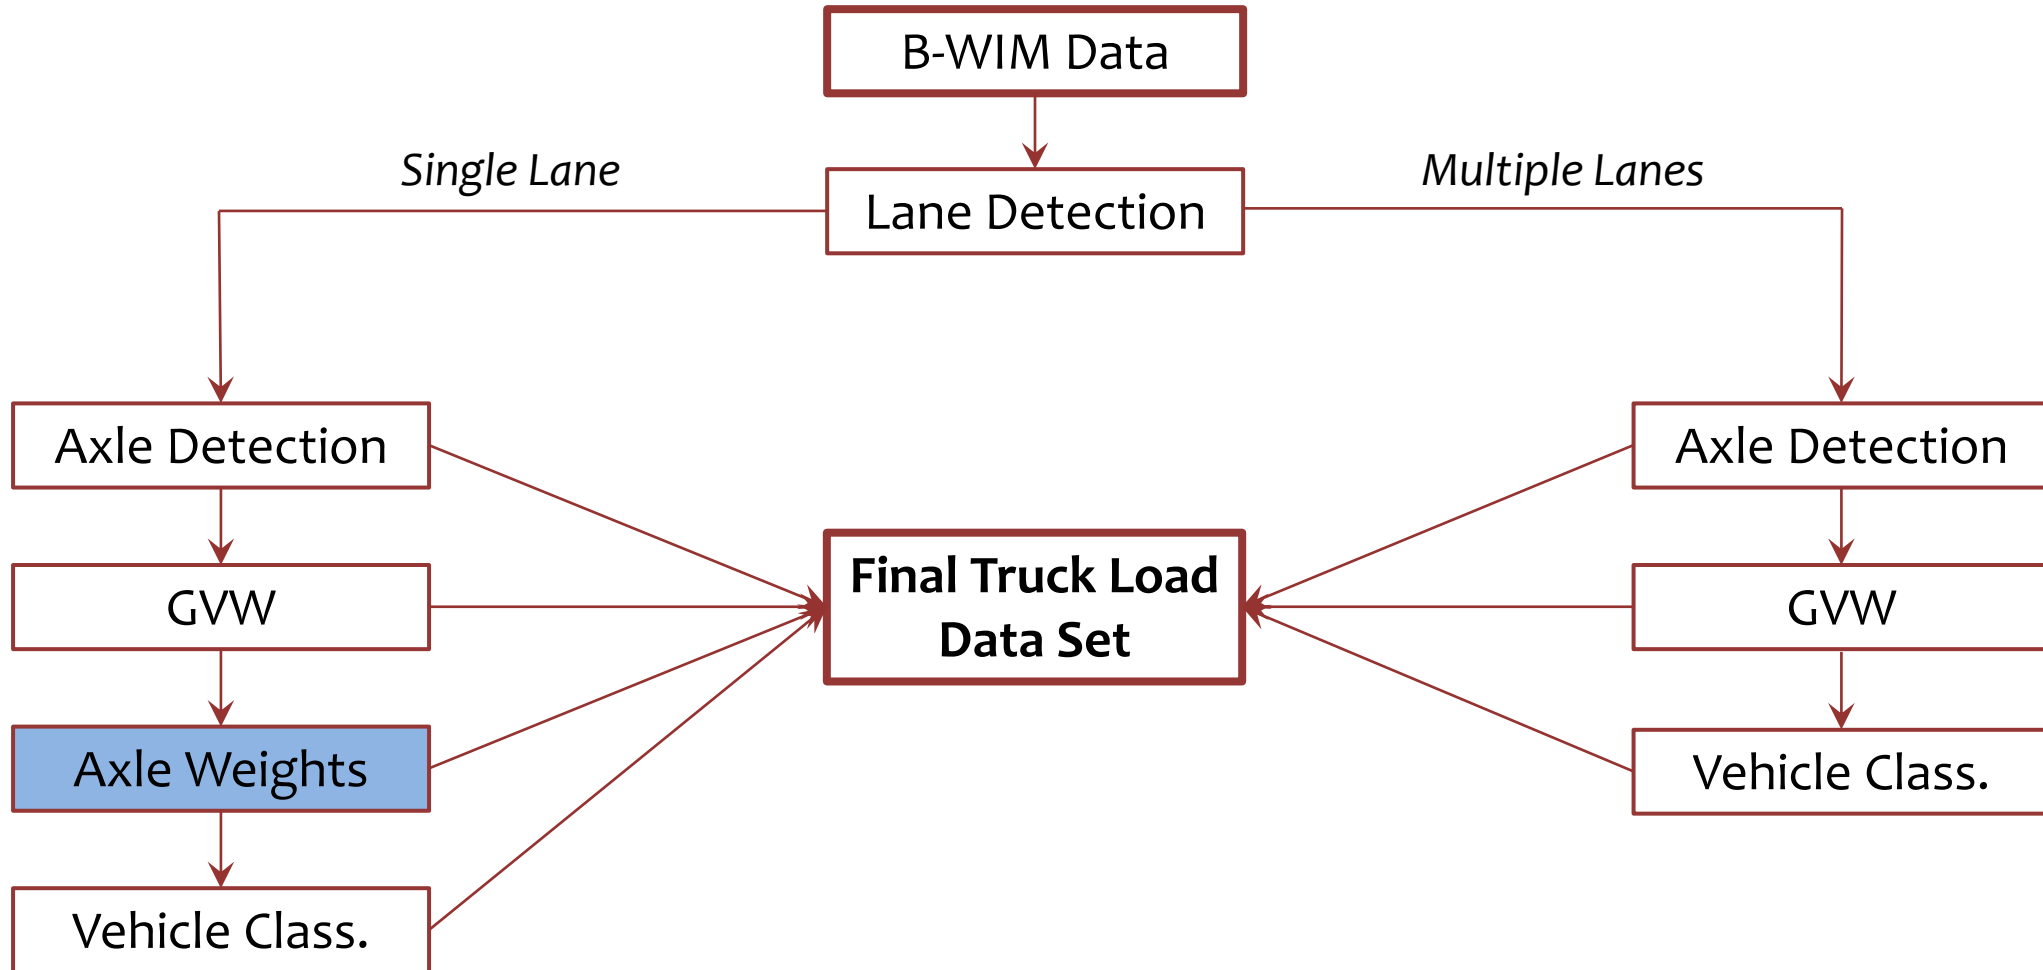 B-WIM Data
Single Lane
Multiple Lanes
Lane Detection
Axle Detection
Axle Detection
GVW
Final Truck Load
Data Set
GVW
Axle Weights
Vehicle Class.
Vehicle Class.